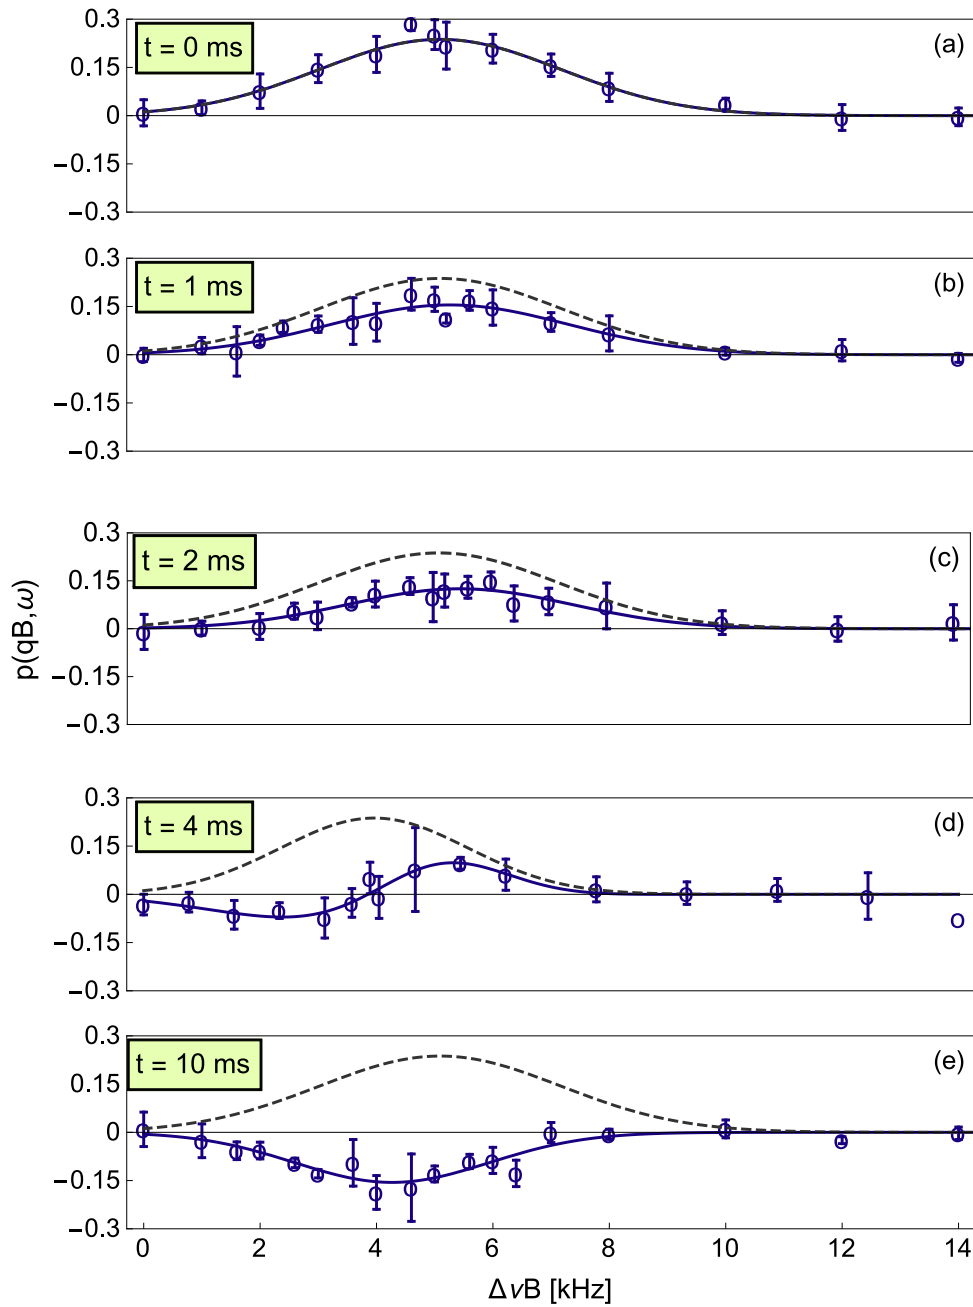 t = 0 ms
(a)
0.3
0.15
0
−0.15
−0.3
t = 1 ms
(b)
0.3
0.15
0
−0.15
−0.3
t = 2 ms
(c)
0.3
0.15
0
−0.15
−0.3
p(qB,ω)
t = 4 ms
(d)
0.3
0.15
0
−0.15
−0.3
t = 10 ms
(e)
0.3
0.15
0
−0.15
−0.3
0 2 4 6 8 10 12 14
ΔνB [kHz]